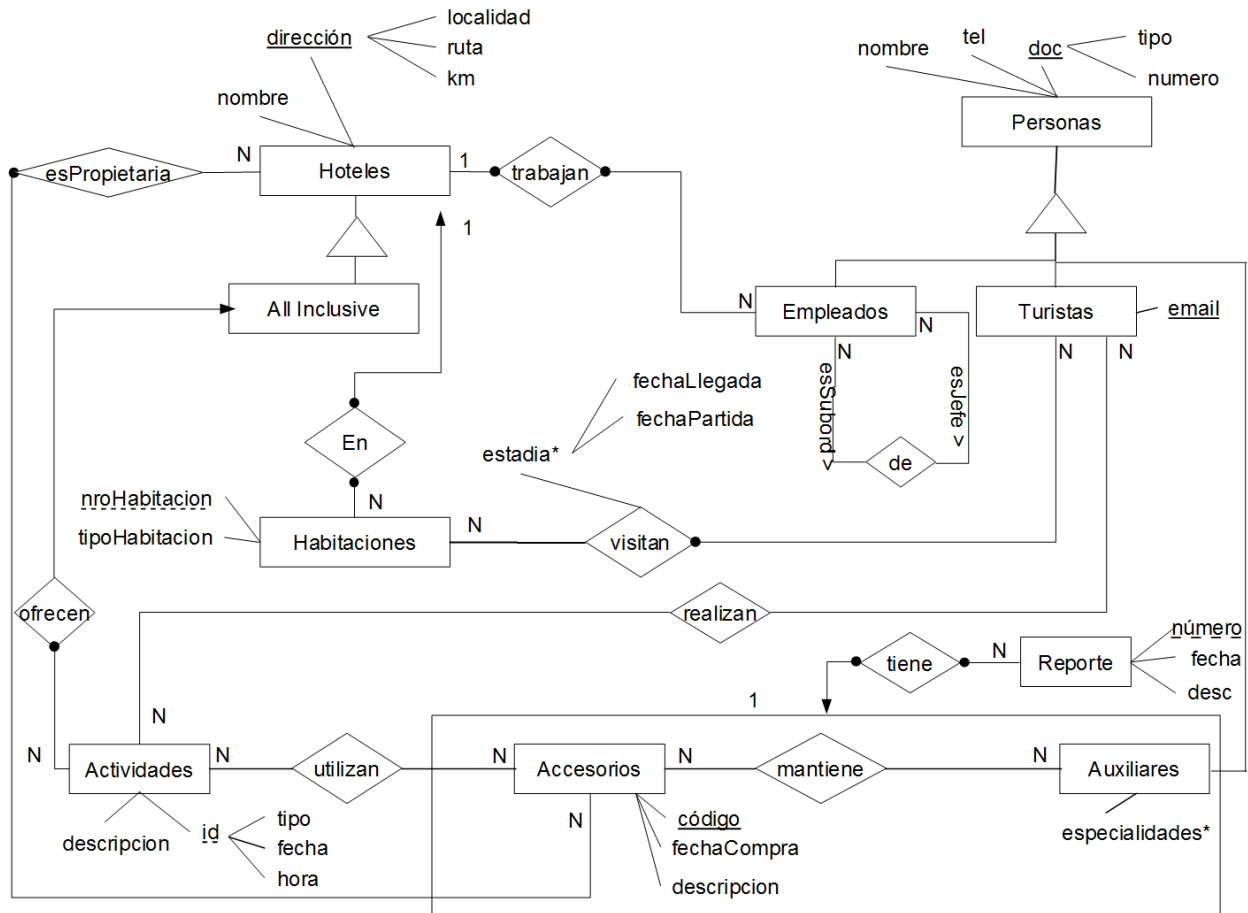 localidad
dirección
ruta
km
nombre
tel
nombre
doc
tipo
numero
Personas
esPropietaria
N
Hoteles
1
trabajan
1
All Inclusive
N
Empleados
N
N
Turistas
N
N
email
esSubord >
esJefe >
de
fechaLlegada
fechaPartida
estadia*
En
N
nroHabitacion
tipoHabitacion
Habitaciones
N
visitan
ofrecen
realizan
tiene
N
Reporte
número
fecha
desc
1
N
N
Actividades
N
utilizan
N
Accesorios
N
mantiene
N
Auxiliares
N
descripcion
id
tipo
fecha
hora
código
fechaCompra
descripcion
especialidades*